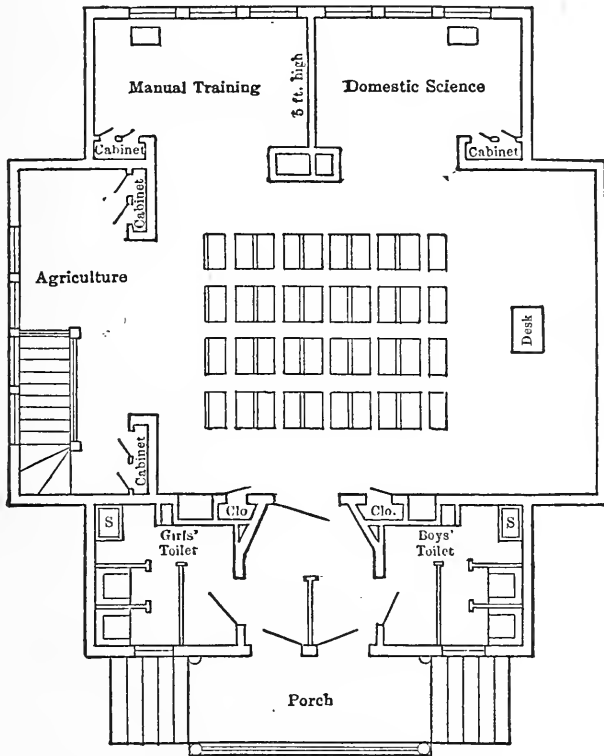 Manual Training
5 ft. high
Domestic Science
Cabinet
Cabinet
Cabinet
Agriculture
Desk
Cabinet
Clo
Clo.
S
Girls'
Toilet
Boys'
Toilet
S
Porch